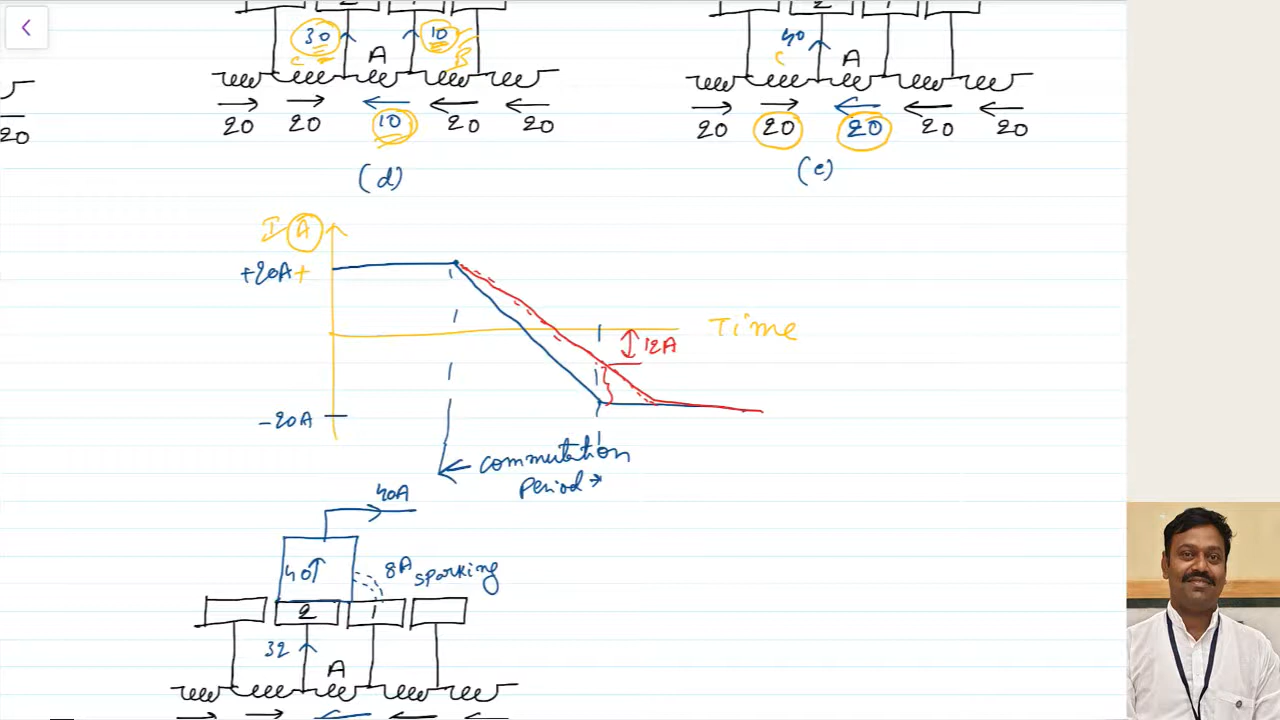 30 10
C A B
20 20 10 20 20
(d)
40
C A
20 20 20 20 20
(e)
20
I A
+20A+
12A
Time
-20A
commutation
period
40A
40
8A
sparking
2 1
32
A